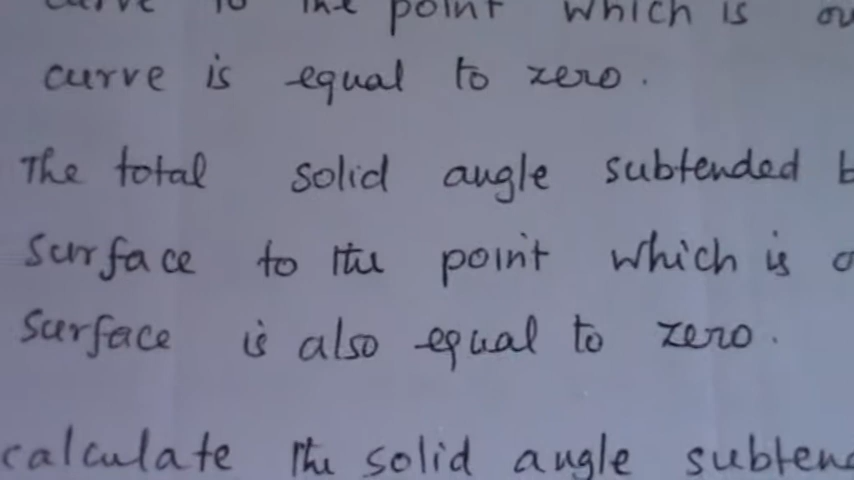 curve to the point which is
curve is equal to zero.
The total solid angle subtended
surface to the point which is
surface is also equal to zero.
calculate the solid angle